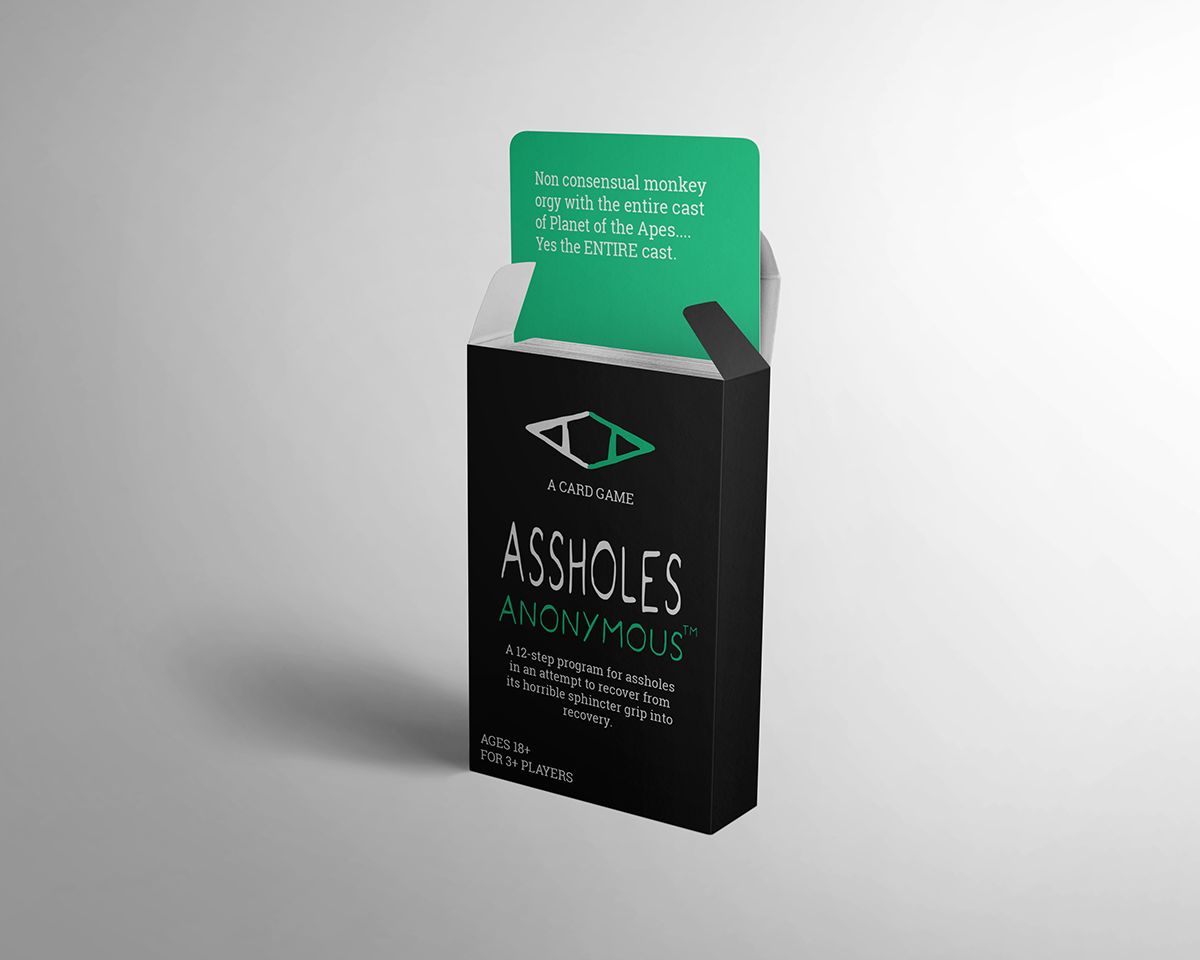 Non consensual monkey
orgy with the entire cast
of Planet of the Apes....
Yes the ENTIRE cast.
A CARD GAME
ASSHOLES
ANONYMOUS™
A 12-step program for assholes
in an attempt to recover from
its horrible sphincter grip into
recovery.
AGES 18+
FOR 3+ PLAYERS